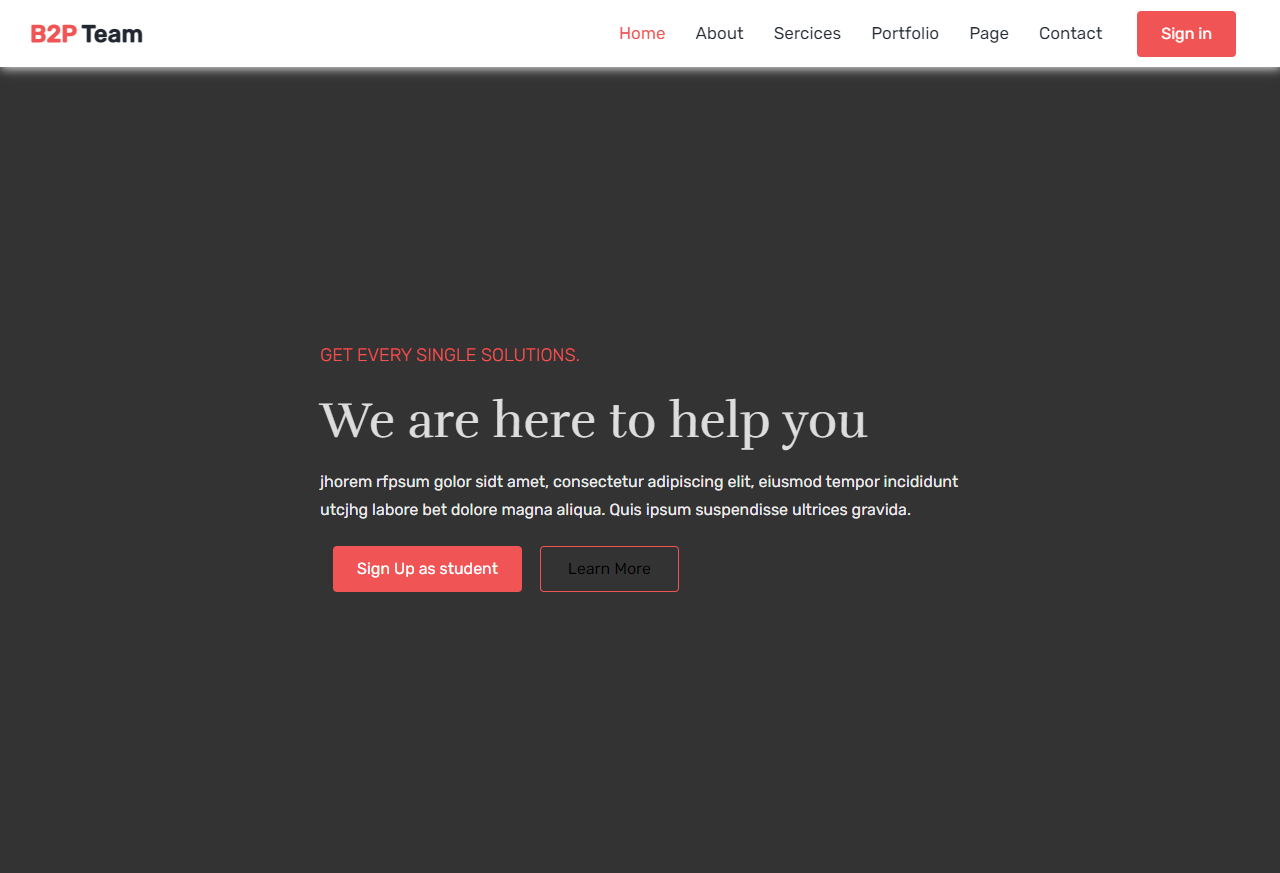 B2P Team
Home About Sercices Portfolio Page Contact Sign in
GET EVERY SINGLE SOLUTIONS.
We are here to help you
jhorem rfpsum golor sidt amet, consectetur adipiscing elit, eiusmod tempor incididunt
utcjhg labore bet dolore magna aliqua. Quis ipsum suspendisse ultrices gravida.
Sign Up as student Learn More